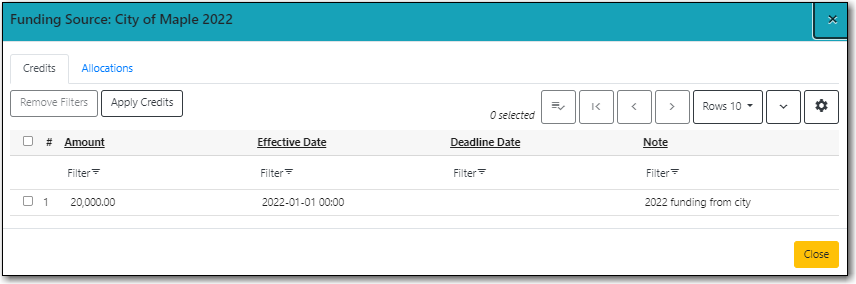 Funding Source: City of Maple 2022 ×
Credits Allocations
Remove Filters Apply Credits 0 selected Rows 10
# Amount Effective Date Deadline Date Note
Filter Filter Filter Filter
1 20,000.00 2022-01-01 00:00 2022 funding from city
Close